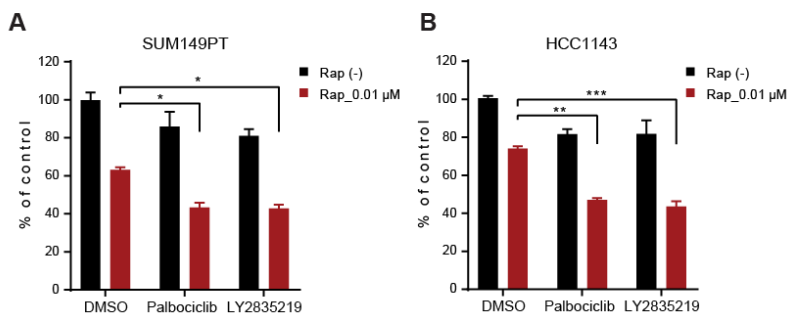 A
SUM149PT
% of control
120
100
80
60
40
20
0
Rap (-)
Rap_0.01 µM
*
*
DMSO
Palbociclib
LY2835219
B
HCC1143
% of control
120
100
80
60
40
20
0
Rap (-)
Rap_0.01 µM
***
**
DMSO
Palbociclib
LY2835219